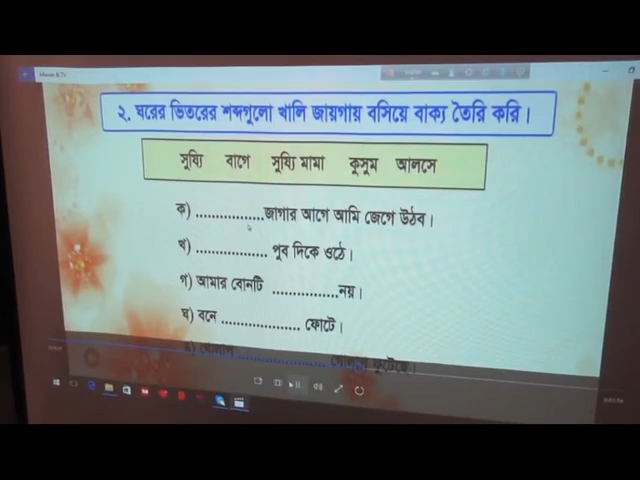 ২. ঘরের ভিতরের শব্দগুলো খালি জায়গায় বসিয়ে বাক্য তৈরি করি।
সুয্যি বাগে সুয্যি মামা কুসুম আলসে
ক) .................জাগার আগে আমি জেগে উঠব।
খ) .................. পুব দিকে ওঠে।
গ) আমার বোনটি .................নয়।
ঘ) বনে .................... ফোটে।